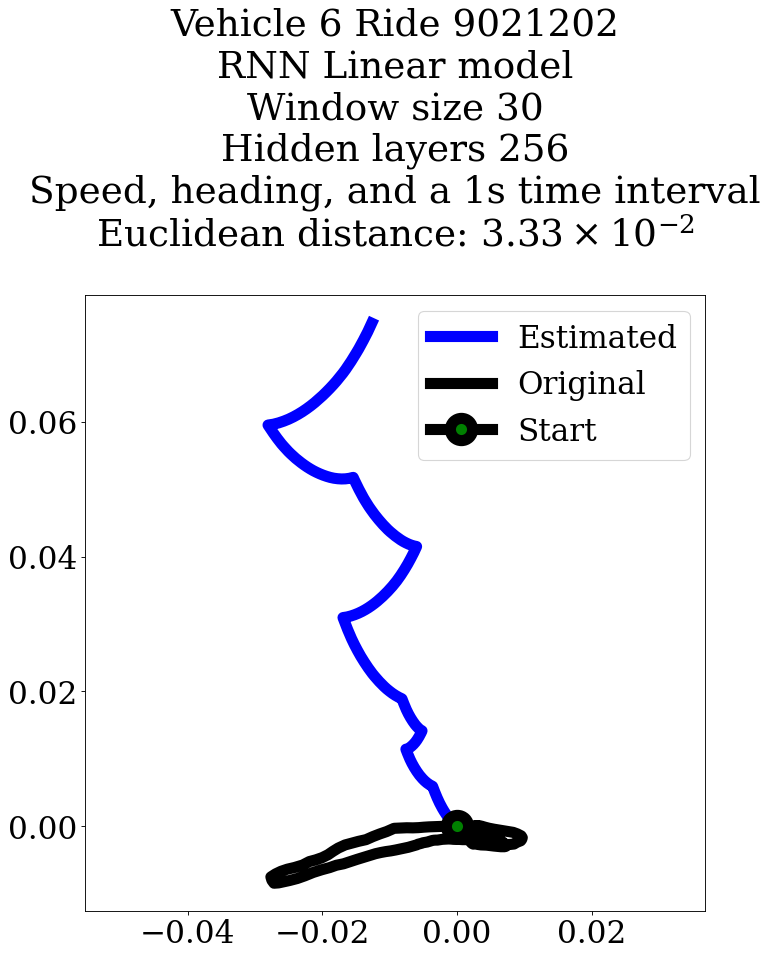 Vehicle 6 Ride 9021202
RNN Linear model
Window size 30
Hidden layers 256
Speed, heading, and a 1s time interval
Euclidean distance: 3.33 × 10⁻²
Estimated
Original
Start
0.06
0.04
0.02
0.00
−0.04 −0.02 0.00 0.02